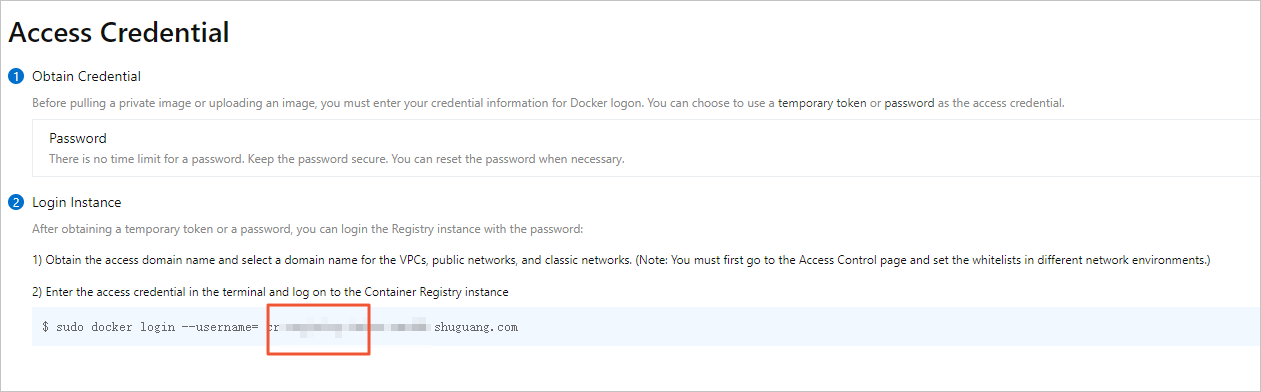 Access Credential
1 Obtain Credential
Before pulling a private image or uploading an image, you must enter your credential information for Docker logon. You can choose to use a temporary token or password as the access credential.
Password
There is no time limit for a password. Keep the password secure. You can reset the password when necessary.
2 Login Instance
After obtaining a temporary token or a password, you can login the Registry instance with the password:
1) Obtain the access domain name and select a domain name for the VPCs, public networks, and classic networks. (Note: You must first go to the Access Control page and set the whitelists in different network environments.)
2) Enter the access credential in the terminal and log on to the Container Registry instance
$ sudo docker login --username= cr shuguang.com